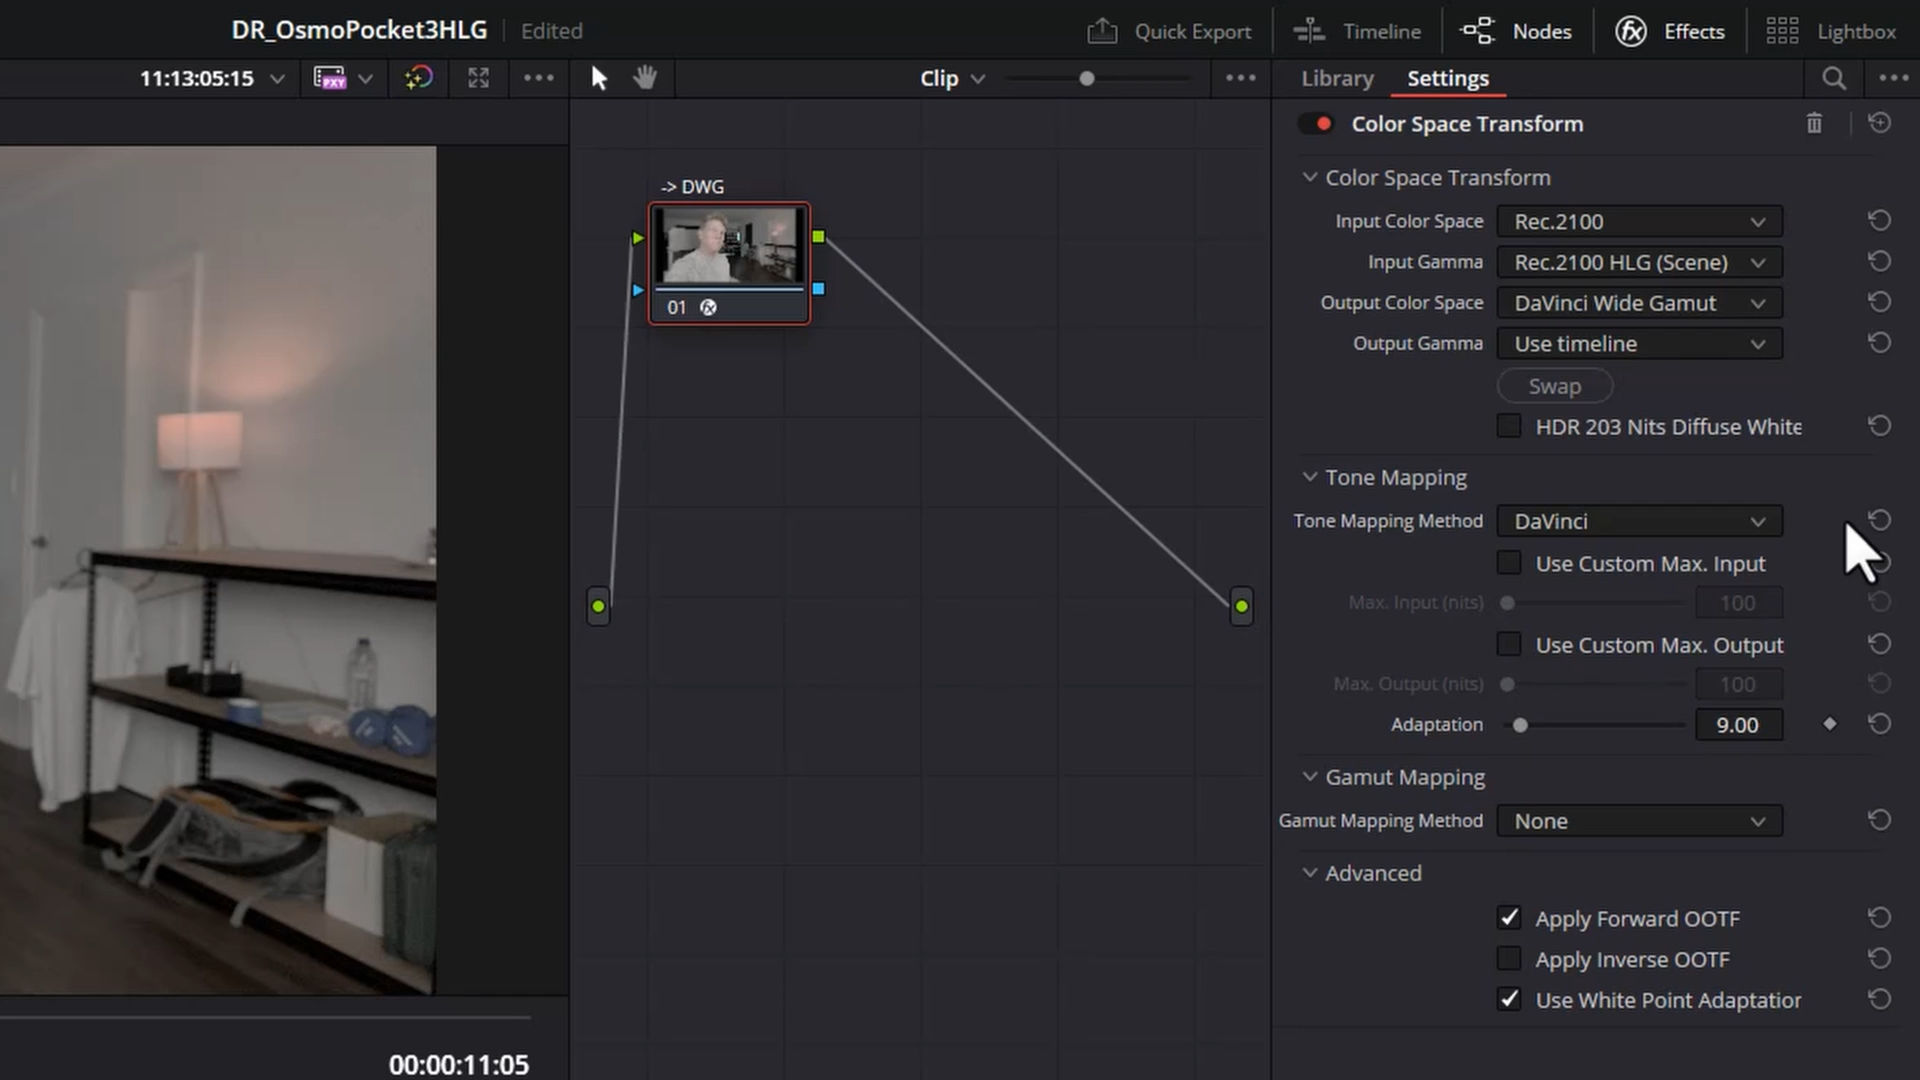 DR_OsmoPocket3HLG
Edited
Quick Export
Timeline
Nodes
Effects
Lightbox
11:13:05:15
PXY
Clip
Library
Settings
Color Space Transform
-> DWG
01
Color Space Transform
Input Color Space
Rec.2100
Input Gamma
Rec.2100 HLG (Scene)
Output Color Space
DaVinci Wide Gamut
Output Gamma
Use timeline
Swap
HDR 203 Nits Diffuse White
Tone Mapping
Tone Mapping Method
DaVinci
Use Custom Max. Input
Max. Input (nits)
100
Use Custom Max. Output
Max. Output (nits)
100
Adaptation
9.00
Gamut Mapping
Gamut Mapping Method
None
Advanced
Apply Forward OOTF
Apply Inverse OOTF
Use White Point Adaptation
00:00:11:05